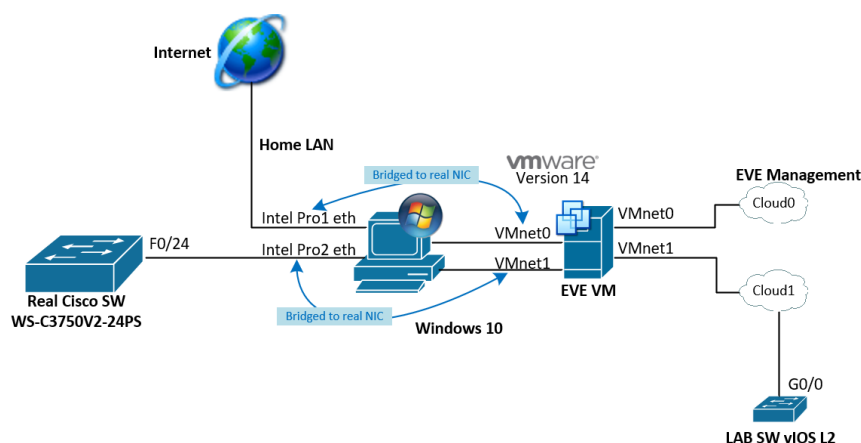 Internet
Home LAN
Bridged to real NIC
vmware®
Version 14
EVE Management
Cloud0
Intel Pro1 eth
VMnet0
VMnet0
F0/24
Intel Pro2 eth
VMnet1
VMnet1
Real Cisco SW
WS-C3750V2-24PS
EVE VM
Cloud1
Bridged to real NIC
Windows 10
G0/0
LAB SW vIOS L2